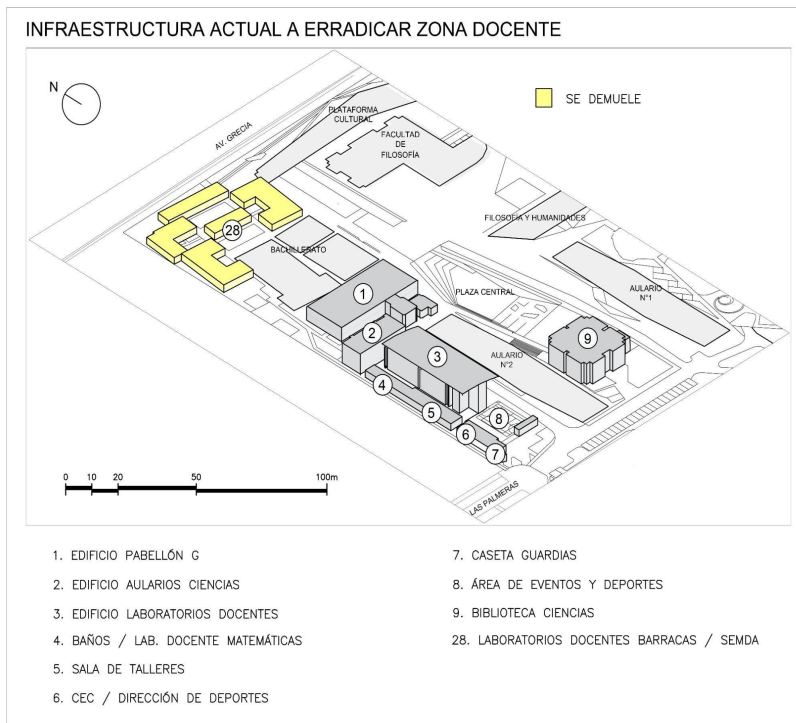 INFRAESTRUCTURA ACTUAL A ERRADICAR ZONA DOCENTE
N
SE DEMUELE
AV. GRECIA
PLATAFORMA
CULTURAL
FACULTAD
DE
FILOSOFÍA
FILOSOFIA Y HUMANIDADES
28
BACHILLERATO
PLAZA CENTRAL
AULARIO
N°1
1
2
3
AULARIO
N°2
9
4
5
8
6
7
LAS PALMERAS
0 10 20 50 100m
1. EDIFICIO PABELLÓN G
2. EDIFICIO AULARIOS CIENCIAS
3. EDIFICIO LABORATORIOS DOCENTES
4. BAÑOS / LAB. DOCENTE MATEMÁTICAS
5. SALA DE TALLERES
6. CEC / DIRECCIÓN DE DEPORTES
7. CASETA GUARDIAS
8. ÁREA DE EVENTOS Y DEPORTES
9. BIBLIOTECA CIENCIAS
28. LABORATORIOS DOCENTES BARRACAS / SEMDA